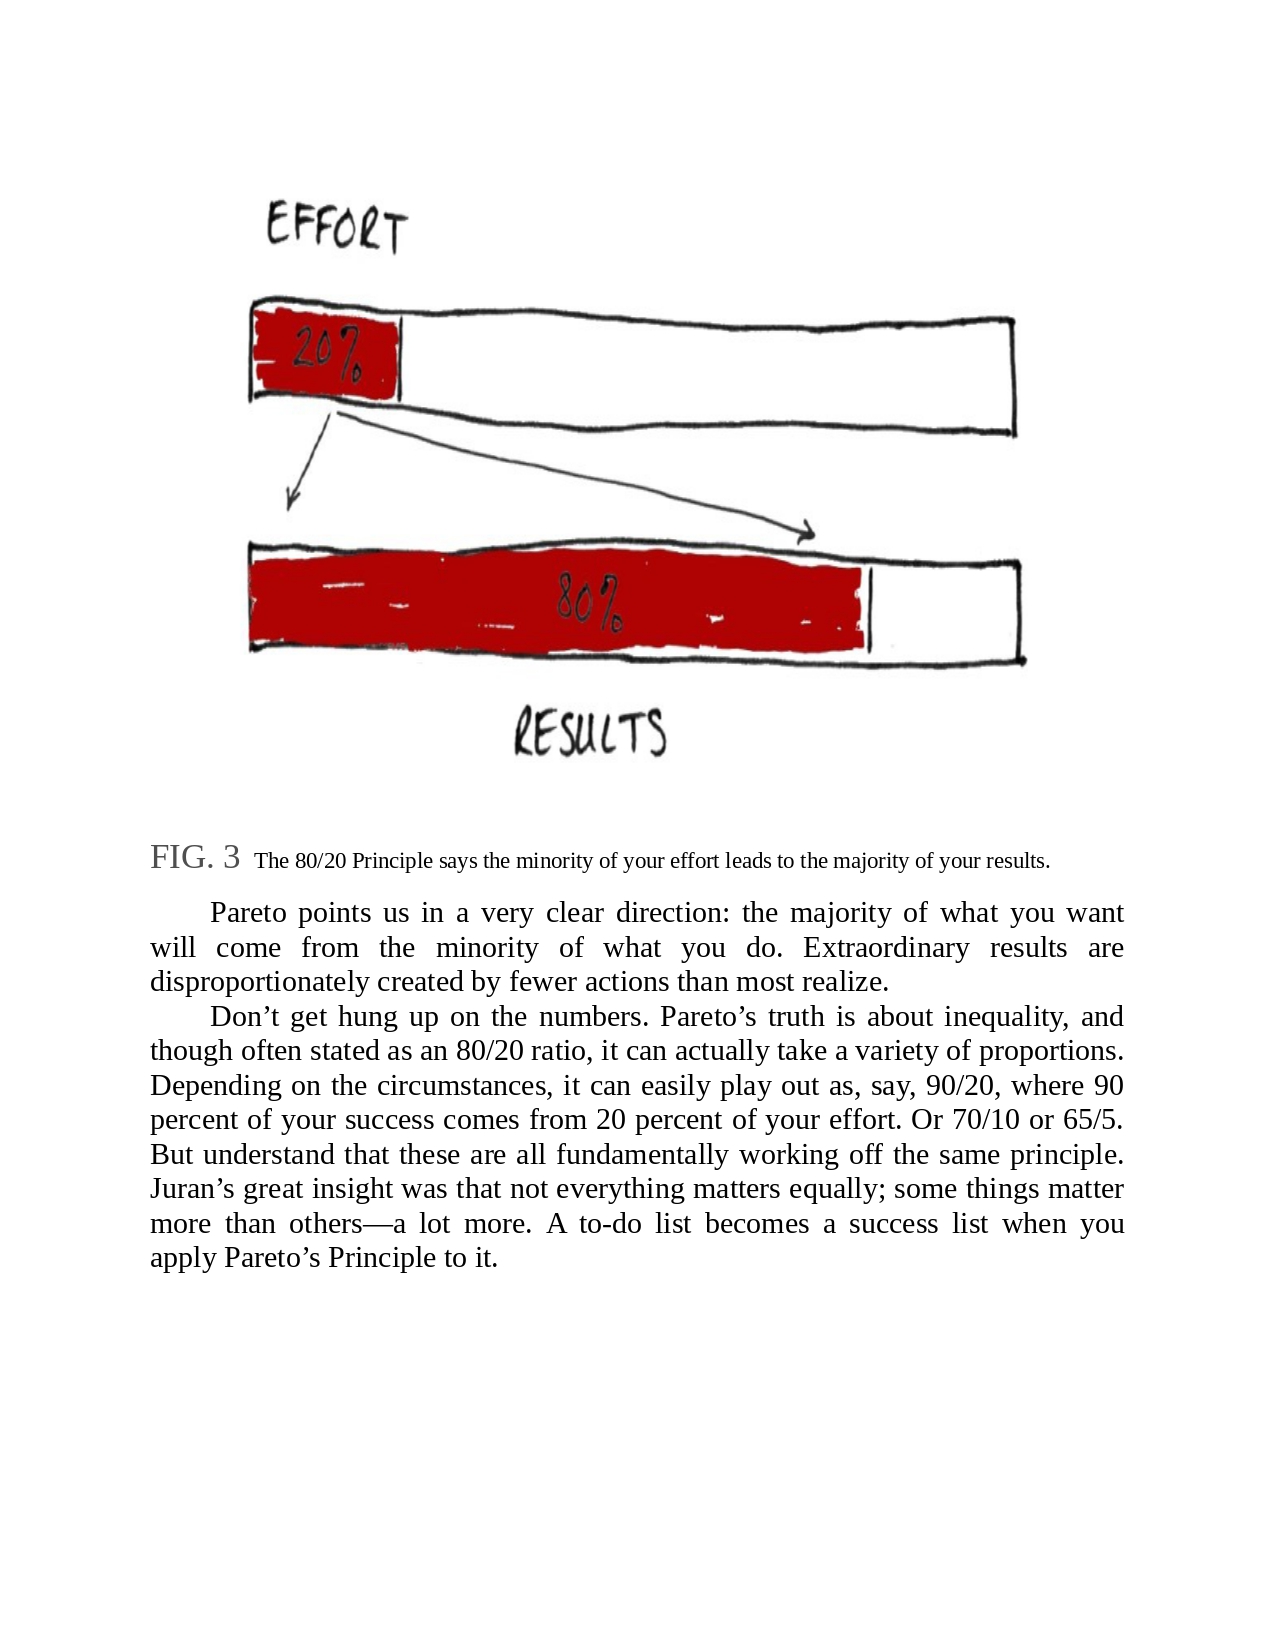 EFFORT
20%
80%
RESULTS
FIG. 3 The 80/20 Principle says the minority of your effort leads to the majority of your results.
Pareto points us in a very clear direction: the majority of what you want
will come from the minority of what you do. Extraordinary results are
disproportionately created by fewer actions than most realize.
Don’t get hung up on the numbers. Pareto’s truth is about inequality, and
though often stated as an 80/20 ratio, it can actually take a variety of proportions.
Depending on the circumstances, it can easily play out as, say, 90/20, where 90
percent of your success comes from 20 percent of your effort. Or 70/10 or 65/5.
But understand that these are all fundamentally working off the same principle.
Juran’s great insight was that not everything matters equally; some things matter
more than others—a lot more. A to-do list becomes a success list when you
apply Pareto’s Principle to it.